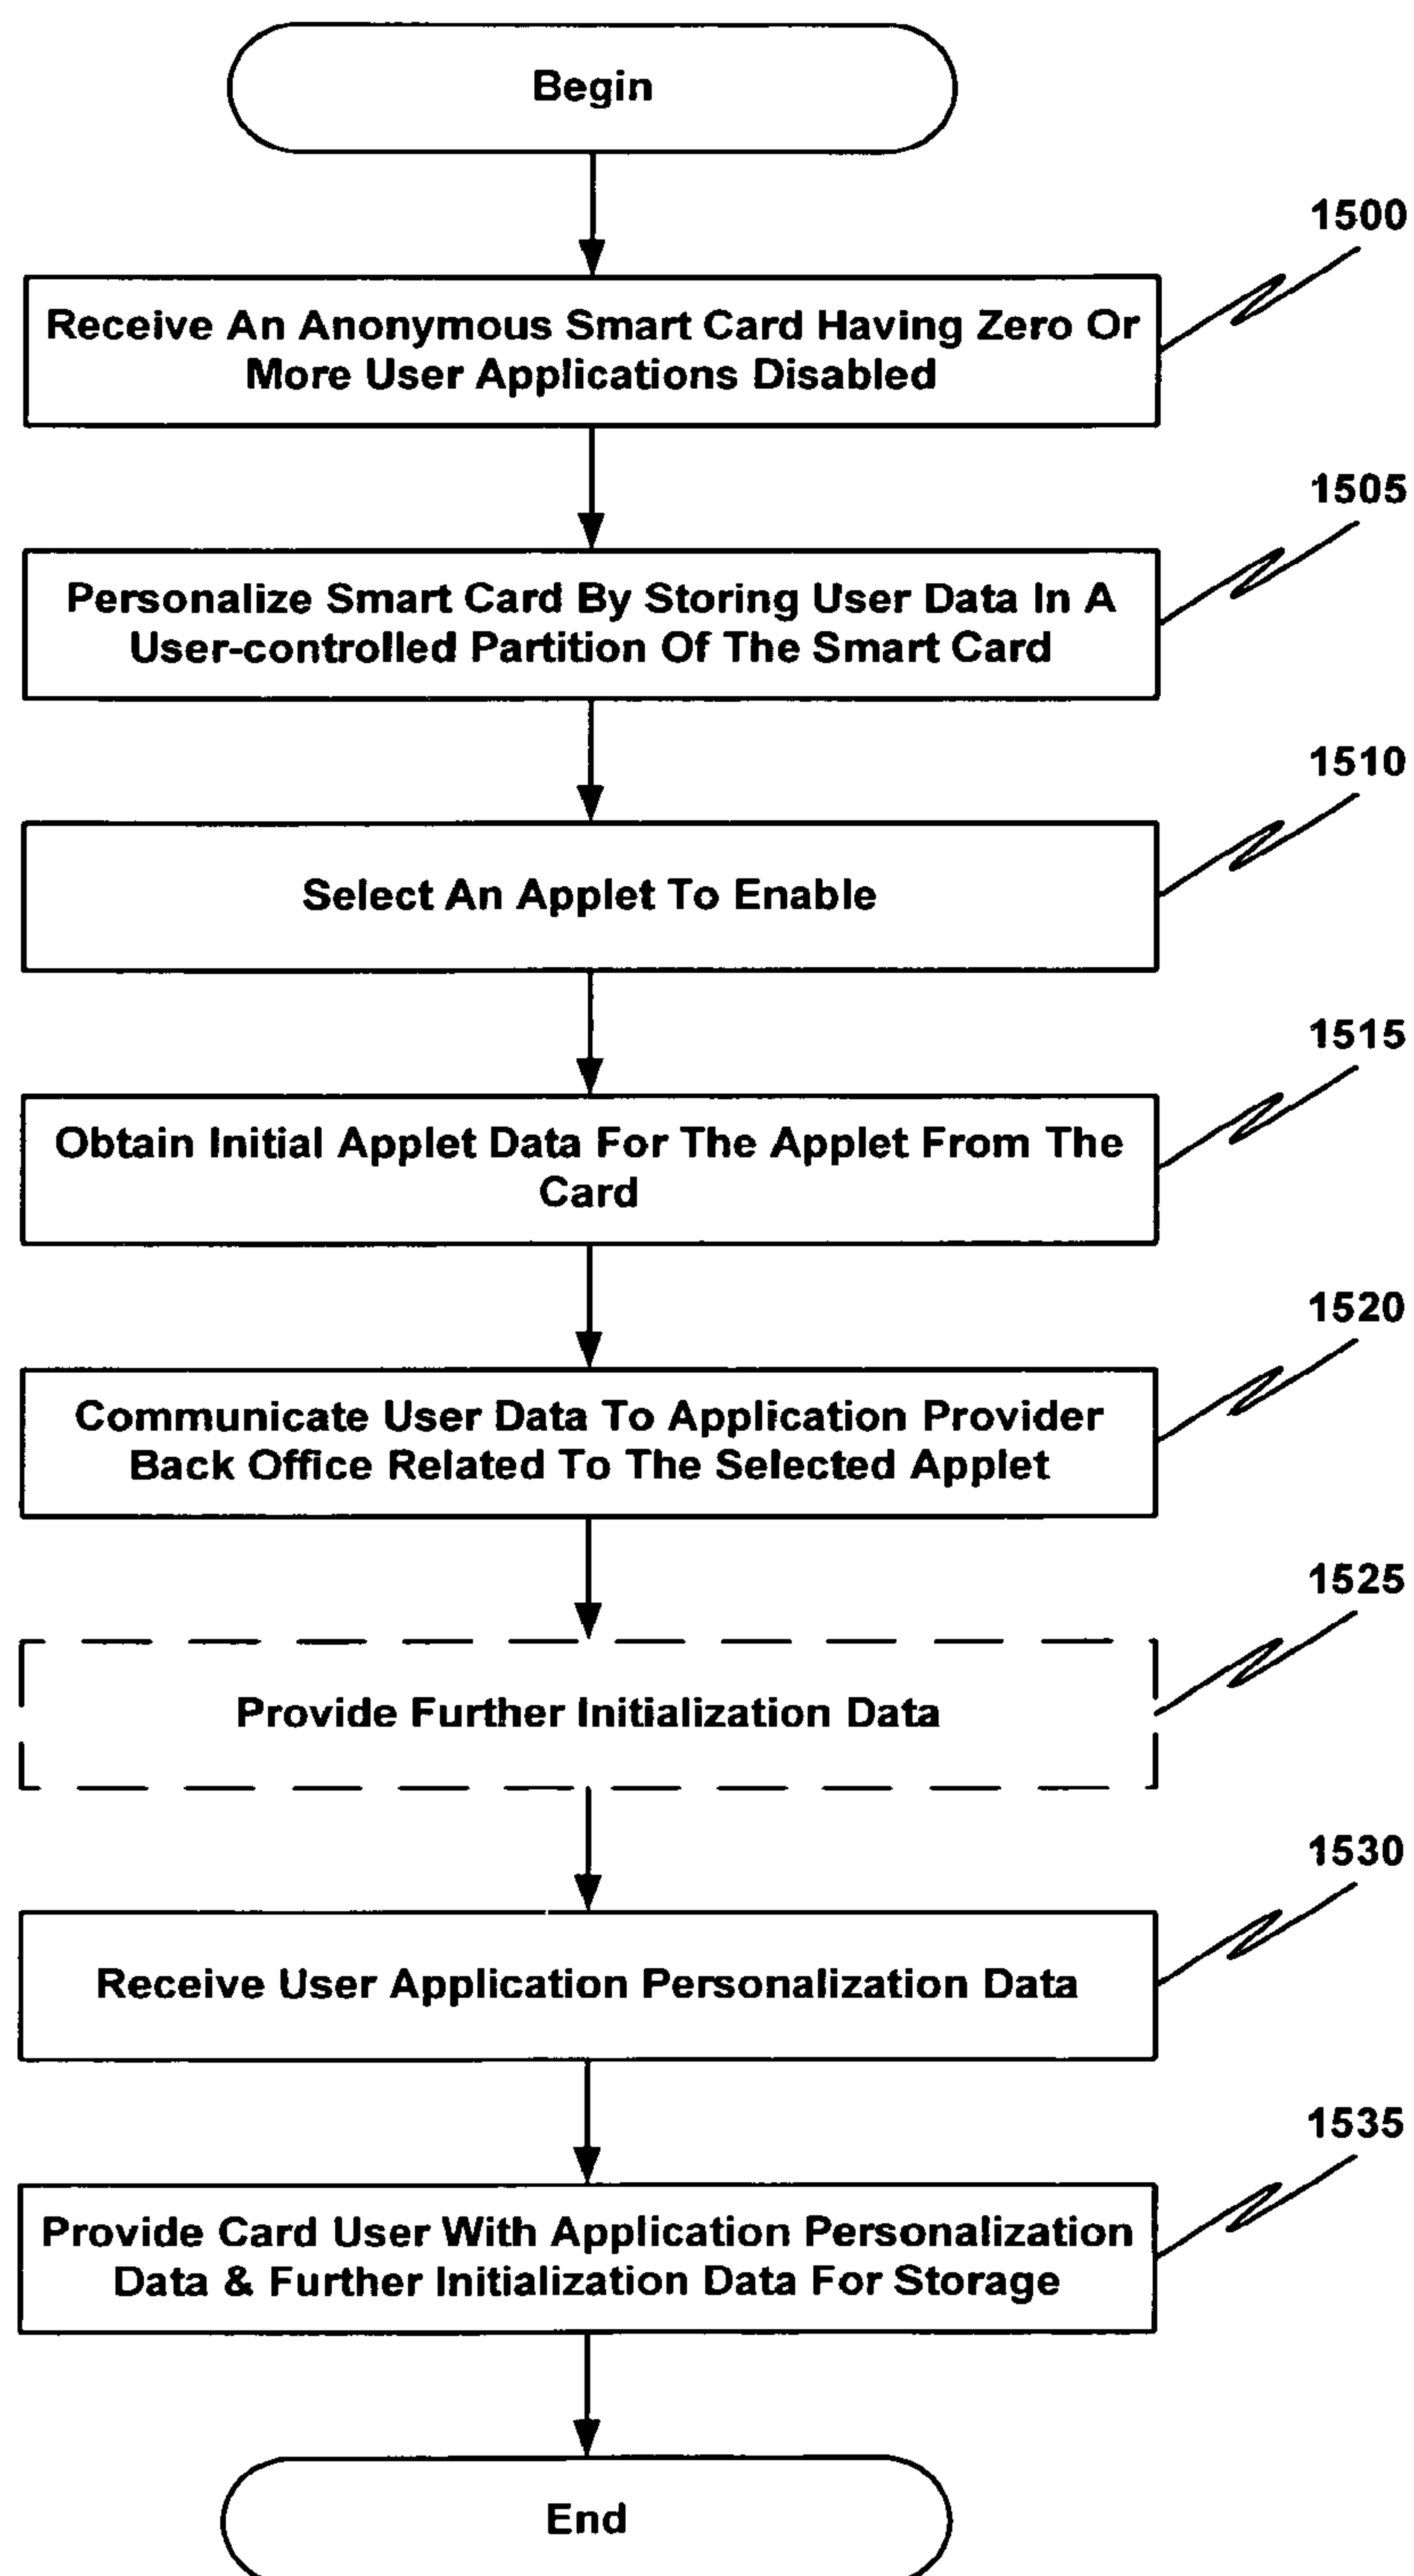 Begin
1500
Receive An Anonymous Smart Card Having Zero Or
More User Applications Disabled
1505
Personalize Smart Card By Storing User Data In A
User-controlled Partition Of The Smart Card
1510
Select An Applet To Enable
1515
Obtain Initial Applet Data For The Applet From The
Card
1520
Communicate User Data To Application Provider
Back Office Related To The Selected Applet
1525
Provide Further Initialization Data
1530
Receive User Application Personalization Data
1535
Provide Card User With Application Personalization
Data & Further Initialization Data For Storage
End